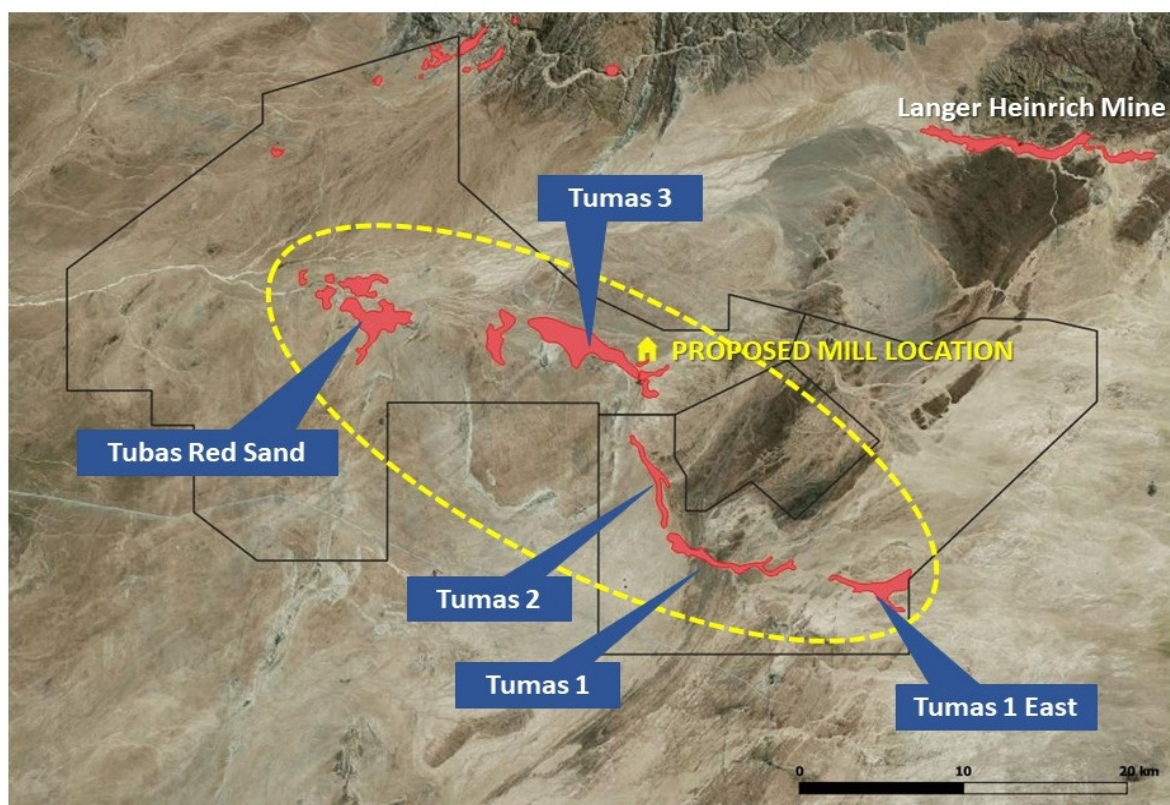 Langer Heinrich Mine
Tumas 3
PROPOSED MILL LOCATION
Tubas Red Sand
Tumas 2
Tumas 1
Tumas 1 East
0 10 20 km